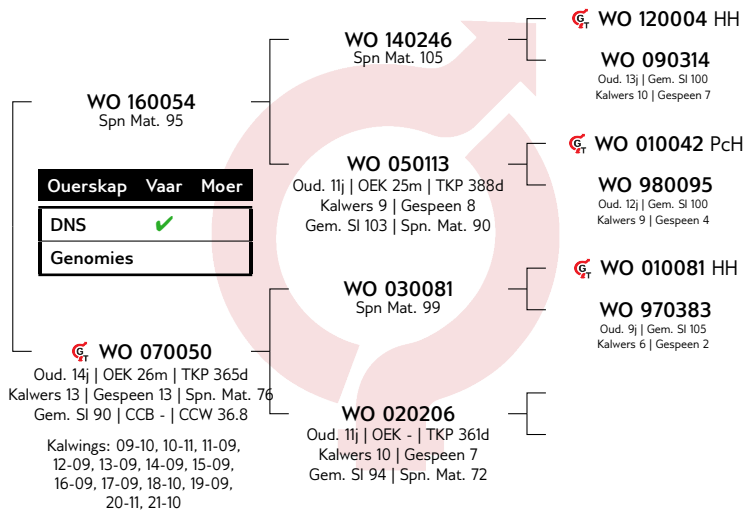 WO 160054
Spn Mat. 95
Ouerskap Vaar Moer
DNS ✔
Genomies
GT WO 070050
Oud. 14j | OEK 26m | TKP 365d
Kalwers 13 | Gespeen 13 | Spn. Mat. 76
Gem. SI 90 | CCB - | CCW 36.8
Kalwings: 09-10, 10-11, 11-09,
12-09, 13-09, 14-09, 15-09,
16-09, 17-09, 18-10, 19-09,
20-11, 21-10
WO 140246
Spn Mat. 105
WO 050113
Oud. 11j | OEK 25m | TKP 388d
Kalwers 9 | Gespeen 8
Gem. SI 103 | Spn. Mat. 90
WO 030081
Spn Mat. 99
WO 020206
Oud. 11j | OEK - | TKP 361d
Kalwers 10 | Gespeen 7
Gem. SI 94 | Spn. Mat. 72
GT WO 120004 HH
WO 090314
Oud. 13j | Gem. SI 100
Kalwers 10 | Gespeen 7
GT WO 010042 PcH
WO 980095
Oud. 12j | Gem. SI 100
Kalwers 9 | Gespeen 4
GT WO 010081 HH
WO 970383
Oud. 9j | Gem. SI 105
Kalwers 6 | Gespeen 2